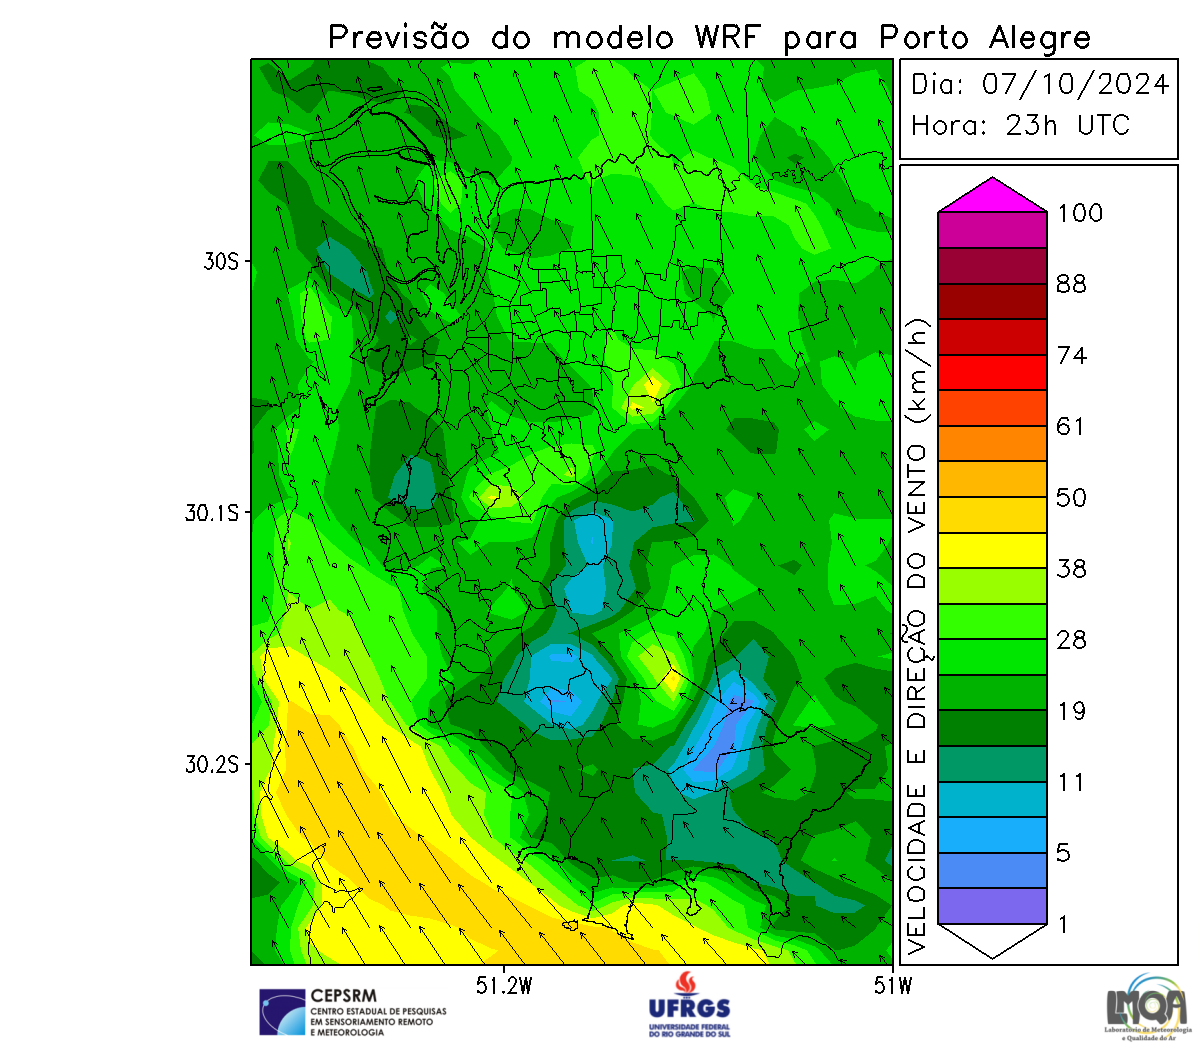 Previsão do modelo WRF para Porto Alegre
Dia: 07/10/2024
Hora: 23h UTC
100
88
74
61
50
38
28
19
11
5
1
VELOCIDADE E DIREÇÃO DO VENTO (km/h)
30S
30.1S
30.2S
51.2W
51W
CEPSRM
CENTRO ESTADUAL DE PESQUISAS
EM SENSORIAMENTO REMOTO
E METEOROLOGIA
UFRGS
UNIVERSIDADE FEDERAL
DO RIO GRANDE DO SUL
LMQA
Laboratório de Meteorologia
e Qualidade do Ar